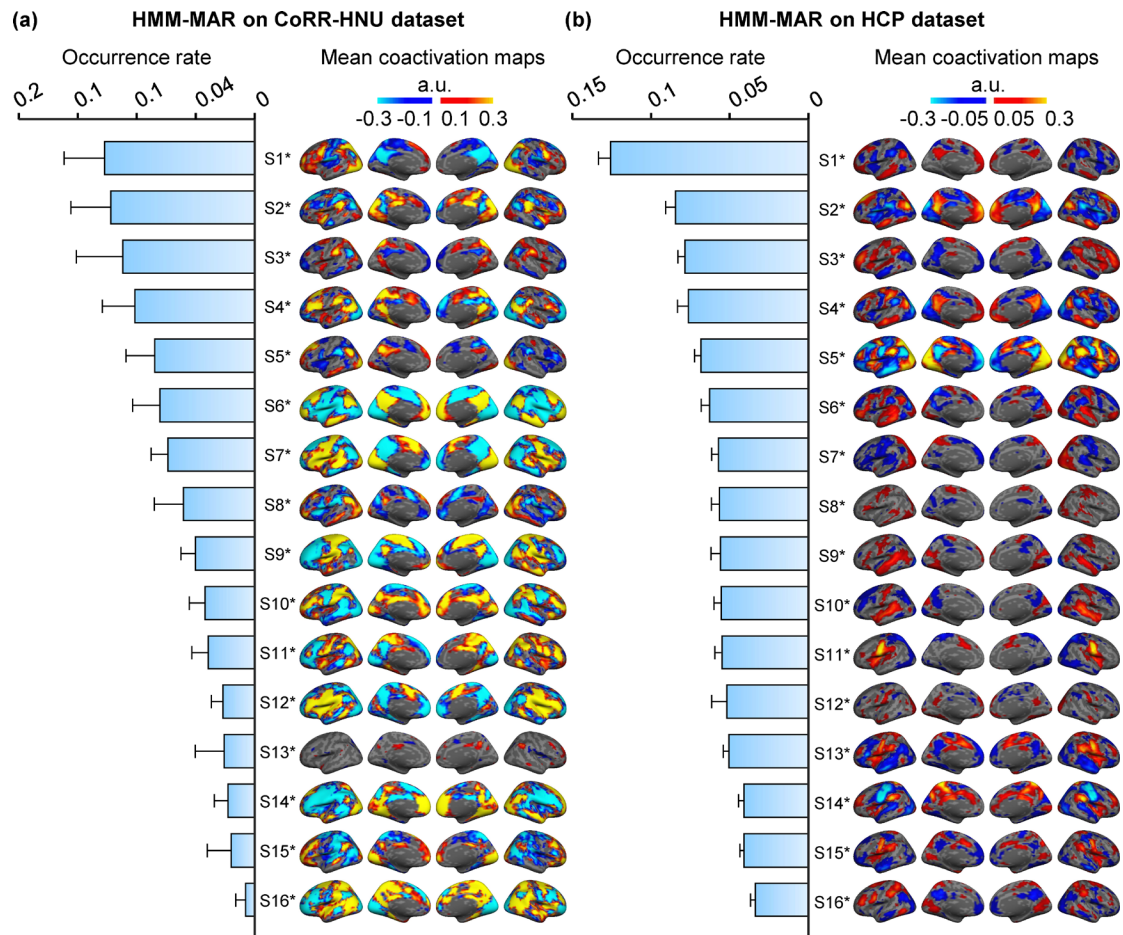 (a) HMM-MAR on CoRR-HNU dataset
Occurrence rate
Mean coactivation maps
0.2 0.1 0.1 0.04 0
a.u.
-0.3 -0.1 0.1 0.3
S1*
S2*
S3*
S4*
S5*
S6*
S7*
S8*
S9*
S10*
S11*
S12*
S13*
S14*
S15*
S16*
(b) HMM-MAR on HCP dataset
Occurrence rate
Mean coactivation maps
0.15 0.1 0.05 0
a.u.
-0.3 -0.05 0.05 0.3
S1*
S2*
S3*
S4*
S5*
S6*
S7*
S8*
S9*
S10*
S11*
S12*
S13*
S14*
S15*
S16*